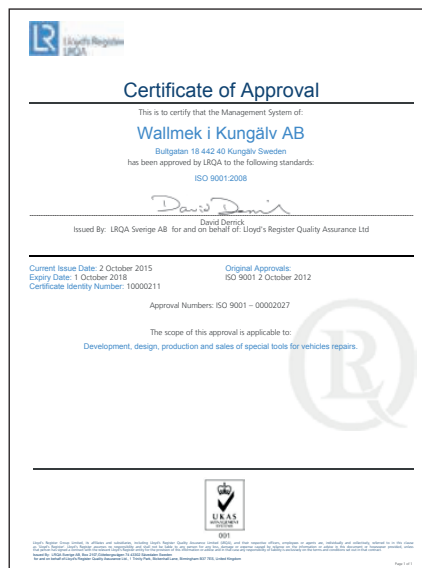 LR
Lloyd's Register
LRQA
Certificate of Approval
This is to certify that the Management System of:
Wallmek i Kungälv AB
Bultgatan 18 442 40 Kungälv Sweden
has been approved by LRQA to the following standards:
ISO 9001:2008
David Derrick
Issued By: LRQA Sverige AB for and on behalf of: Lloyd's Register Quality Assurance Ltd
Current Issue Date: 2 October 2015
Expiry Date: 1 October 2018
Certificate Identity Number: 10000211
Original Approvals:
ISO 9001 2 October 2012
Approval Numbers: ISO 9001 – 00002027
The scope of this approval is applicable to:
Development, design, production and sales of special tools for vehicles repairs.
LR
UKAS
MANAGEMENT
SYSTEMS
001
Page 1 of 1